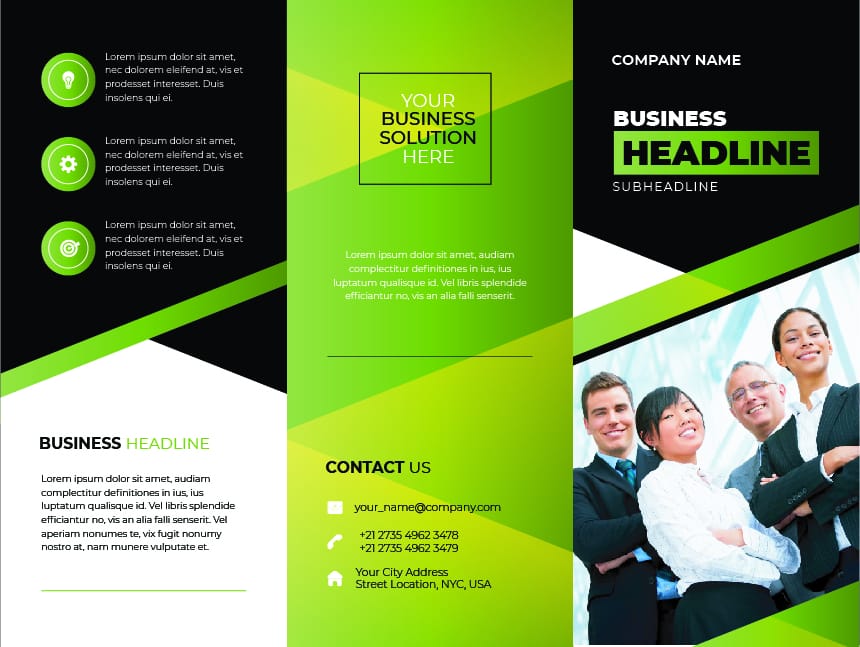 Lorem ipsum dolor sit amet,
nec dolorem eleifend at, vis et
prodesset interesset. Duis
insolens qui ei.
Lorem ipsum dolor sit amet,
nec dolorem eleifend at, vis et
prodesset interesset. Duis
insolens qui ei.
Lorem ipsum dolor sit amet,
nec dolorem eleifend at, vis et
prodesset interesset. Duis
insolens qui ei.
BUSINESS HEADLINE
Lorem ipsum dolor sit amet, audiam
complectitur definitiones in ius, ius
luptatum qualisque id. Vel libris splendide
efficiantur no, vis an alia falli senserit. Vel
aperiam nonumes te, vix fugit nonumy
nostro at, nam munere vulputate et.
YOUR
BUSINESS
SOLUTION
HERE
Lorem ipsum dolor sit amet, audiam
complectitur definitiones in ius, ius
luptatum qualisque id. Vel libris splendide
efficiantur no, vis an alia falli senserit.
CONTACT US
your_name@company.com
+21 2735 4962 3478
+21 2735 4962 3479
Your City Address
Street Location, NYC, USA
COMPANY NAME
BUSINESS
HEADLINE
SUBHEADLINE